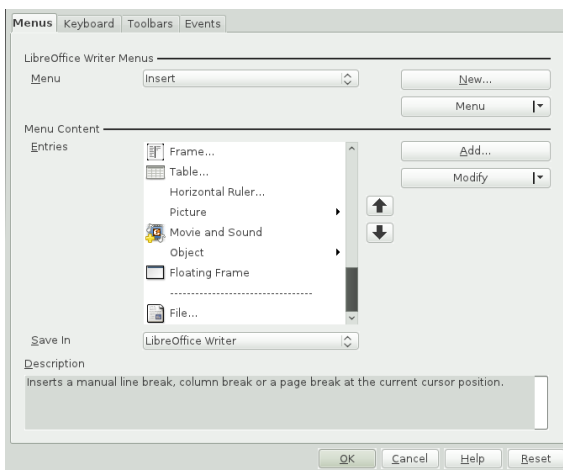 Menus Keyboard Toolbars Events
LibreOffice Writer Menus
Menu Insert New...
Menu
Menu Content
Entries Frame... Add...
Table... Modify
Horizontal Ruler...
Picture
Movie and Sound
Object
Floating Frame
----------------------------------
File...
Save In LibreOffice Writer
Description
Inserts a manual line break, column break or a page break at the current cursor position.
OK Cancel Help Reset